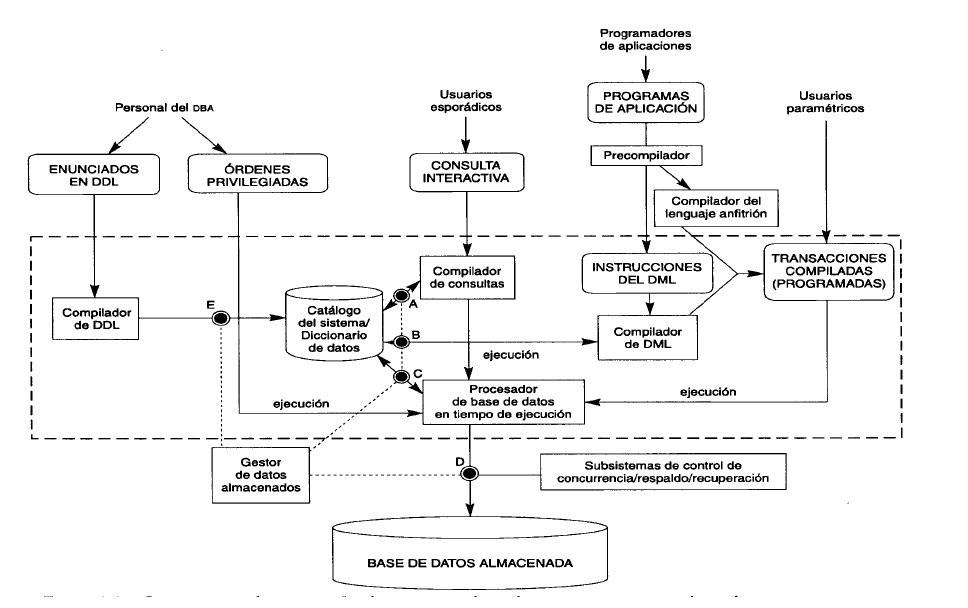 Programadores
de aplicaciones
Usuarios
esporádicos
PROGRAMAS
DE APLICACIÓN
Usuarios
paramétricos
Personal del DBA
Precompilador
ENUNCIADOS
EN DDL
ÓRDENES
PRIVILEGIADAS
CONSULTA
INTERACTIVA
Compilador del
lenguaje anfitrión
Compilador
de consultas
INSTRUCCIONES
DEL DML
TRANSACCIONES
COMPILADAS
(PROGRAMADAS)
E
A
Compilador
de DDL
Catálogo
del sistema/
Diccionario
de datos
B
Compilador
de DML
ejecución
C
Procesador
de base de datos
en tiempo de ejecución
ejecución
ejecución
Gestor
de datos
almacenados
D
Subsistemas de control de
concurrencia/respaldo/recuperación
BASE DE DATOS ALMACENADA